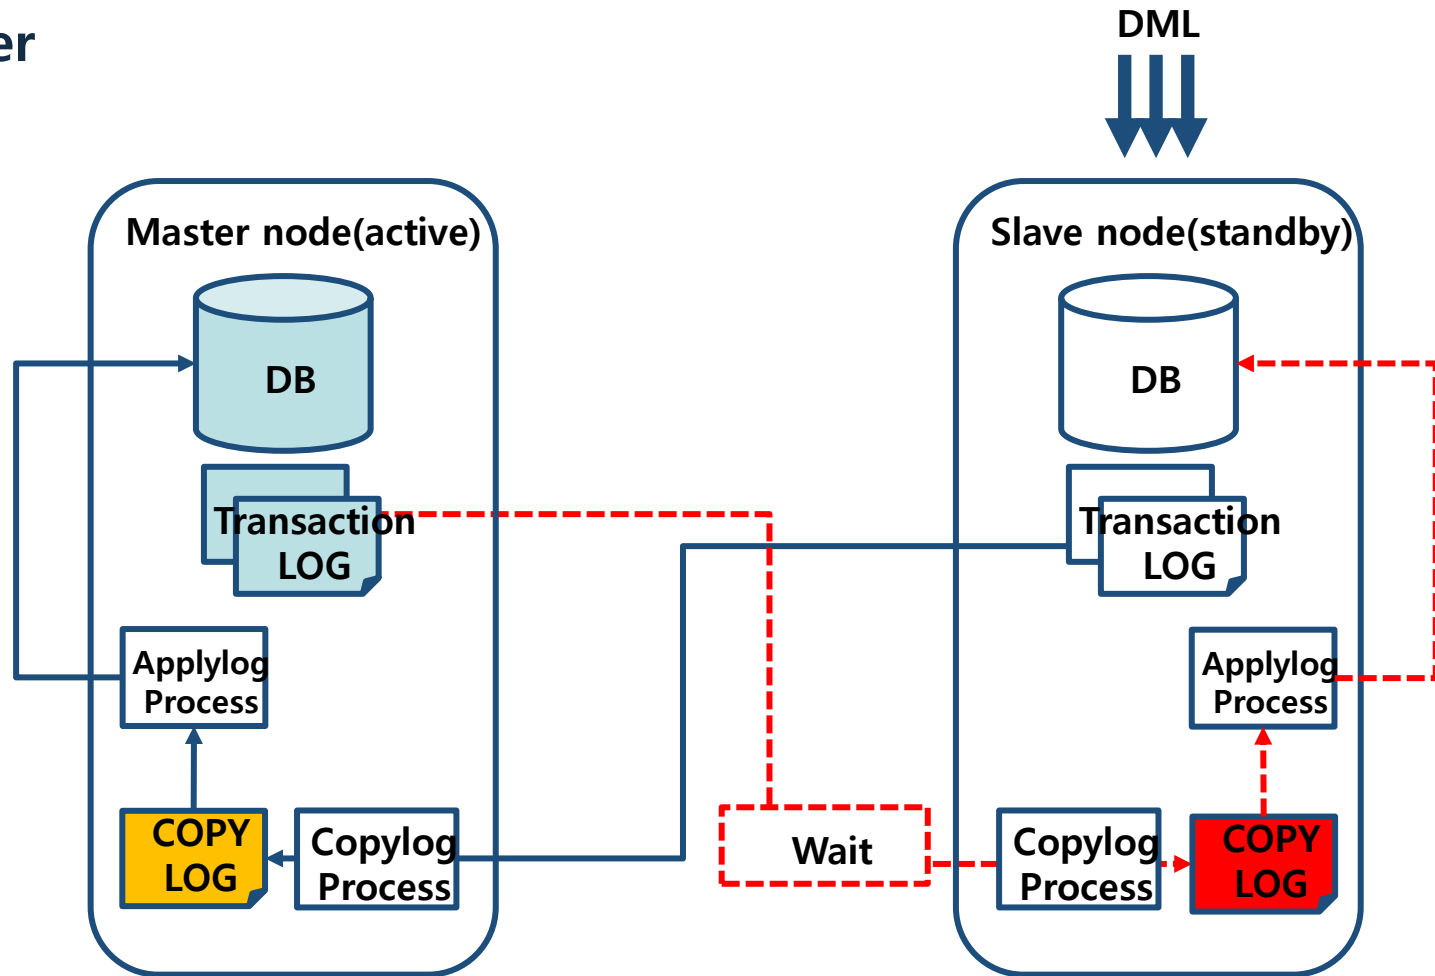 er
DML
Master node(active)
DB
Transaction
LOG
Applylog
Process
COPY
LOG
Copylog
Process
Wait
Slave node(standby)
DB
Transaction
LOG
Applylog
Process
Copylog
Process
COPY
LOG